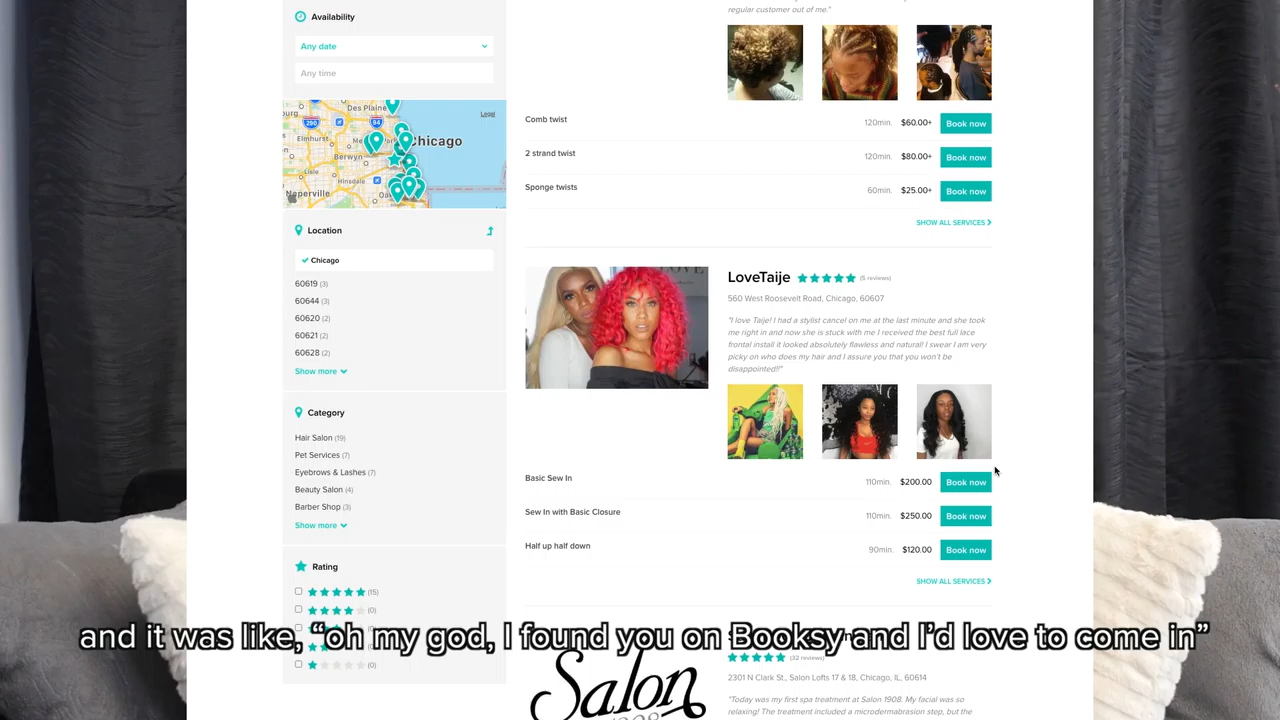 Availability
Any date
Any time
Des Plaine
290
94
Legal
Elmhurst
Chicago
Berwyn
Lisle
Hinsdale
Naperville
Location
Chicago
60619 (3)
60644 (3)
60620 (2)
60621 (2)
60628 (2)
Show more
Category
Hair Salon (19)
Pet Services (7)
Eyebrows & Lashes (7)
Beauty Salon (4)
Barber Shop (3)
Show more
Rating
(15)
(0)
(0)
regular customer out of me."
Comb twist 120min. $60.00+ Book now
2 strand twist 120min. $80.00+ Book now
Sponge twists 60min. $25.00+ Book now
SHOW ALL SERVICES
LoveTaije (5 reviews)
560 West Roosevelt Road, Chicago, 60607
"I love Taije! I had a stylist cancel on me at the last minute and she took
me right in and now she is stuck with me I received the best full lace
frontal install it looked absolutely flawless and natural! I swear I am very
picky on who does my hair and I assure you that you won't be
disappointed!!"
Basic Sew In 110min. $200.00 Book now
Sew In with Basic Closure 110min. $250.00 Book now
Half up half down 90min. $120.00 Book now
SHOW ALL SERVICES
and it was like, “oh my god, I found you on Booksy and I’d love to come in”
(32 reviews)
2301 N Clark St., Salon Lofts 17 & 18, Chicago, IL, 60614
"Today was my first spa treatment at Salon 1908. My facial was so
relaxing! The treatment included a microdermabrasion step, but the
Salon
1908